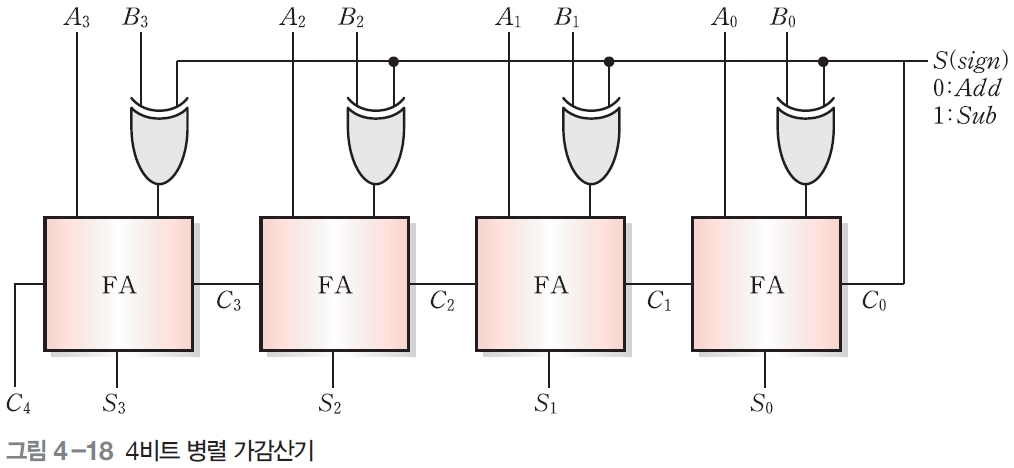 A₃ B₃ A₂ B₂ A₁ B₁ A₀ B₀
S(sign)
0:Add
1:Sub
FA C₃ FA C₂ FA C₁ FA C₀
C₄ S₃ S₂ S₁ S₀
그림 4-18 4비트 병렬 가감산기